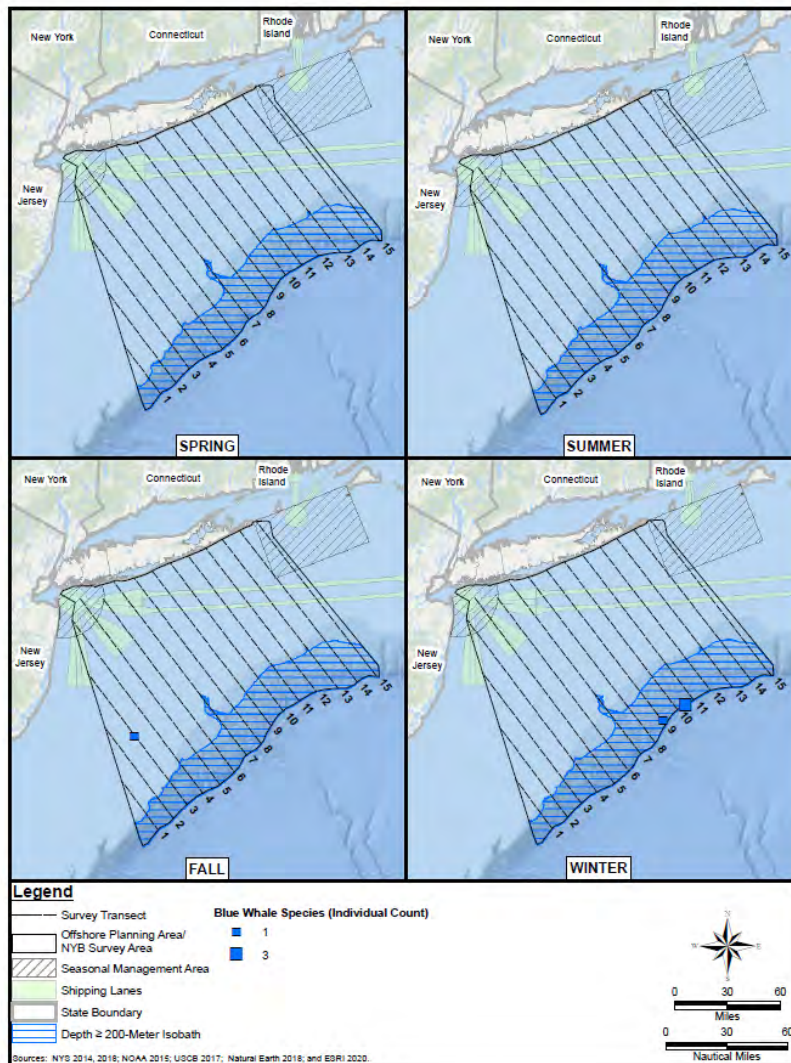 New York
Connecticut
Rhode
Island
New
Jersey
1
2
3
4
5
6
7
8
9
10
11
12
13
14
15
SPRING
New York
Connecticut
Rhode
Island
New
Jersey
1
2
3
4
5
6
7
8
9
10
11
12
13
14
15
SUMMER
New York
Connecticut
Rhode
Island
New
Jersey
1
2
3
4
5
6
7
8
9
10
11
12
13
14
15
FALL
New York
Connecticut
Rhode
Island
New
Jersey
1
2
3
4
5
6
7
8
9
10
11
12
13
14
15
WINTER
Legend
Survey Transect
Offshore Planning Area/
NYB Survey Area
Seasonal Management Area
Shipping Lanes
State Boundary
Depth ≥ 200-Meter Isobath
Blue Whale Species (Individual Count)
1
3
N
W E
S
0 30 60
Miles
0 30 60
Nautical Miles
Sources: NYS 2014, 2018; NOAA 2015; USCB 2017; Natural Earth 2018; and ESRI 2020.